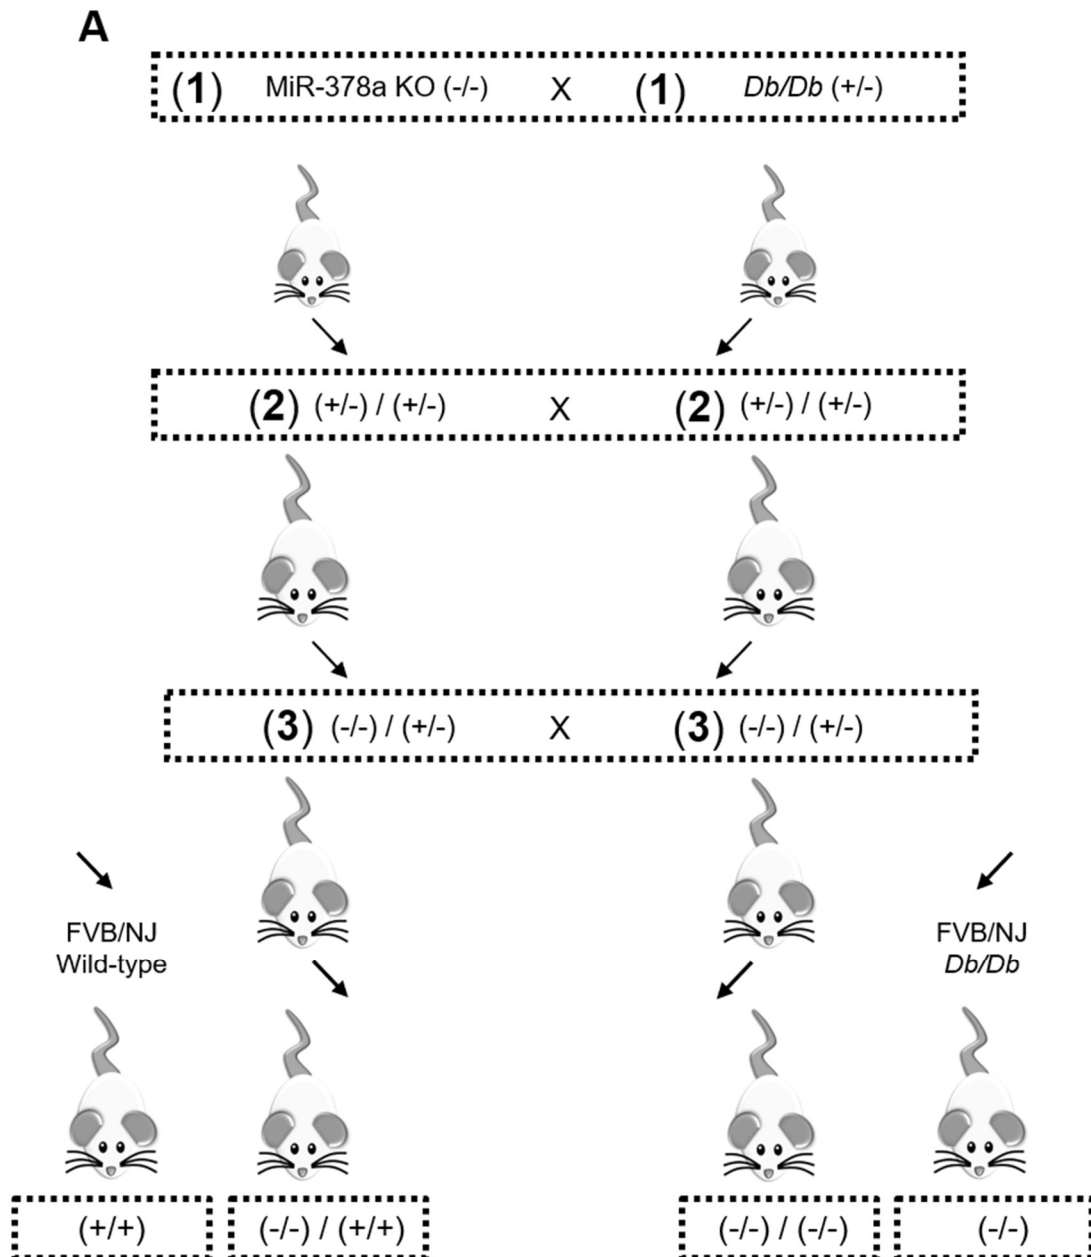 A
(1) MiR-378a KO (-/-) X (1) Db/Db (+/-)
(2) (+/-) / (+/-) X (2) (+/-) / (+/-)
(3) (-/-) / (+/-) X (3) (-/-) / (+/-)
FVB/NJ
Wild-type
FVB/NJ
Db/Db
(+/+)
(-/-) / (+/+)
(-/-) / (-/-)
(-/-)